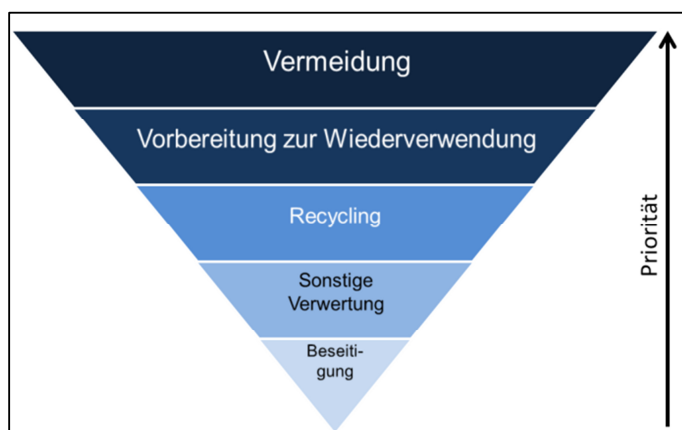 Vermeidung
Vorbereitung zur Wiederverwendung
Recycling
Sonstige
Verwertung
Beseiti-
gung
Priorität